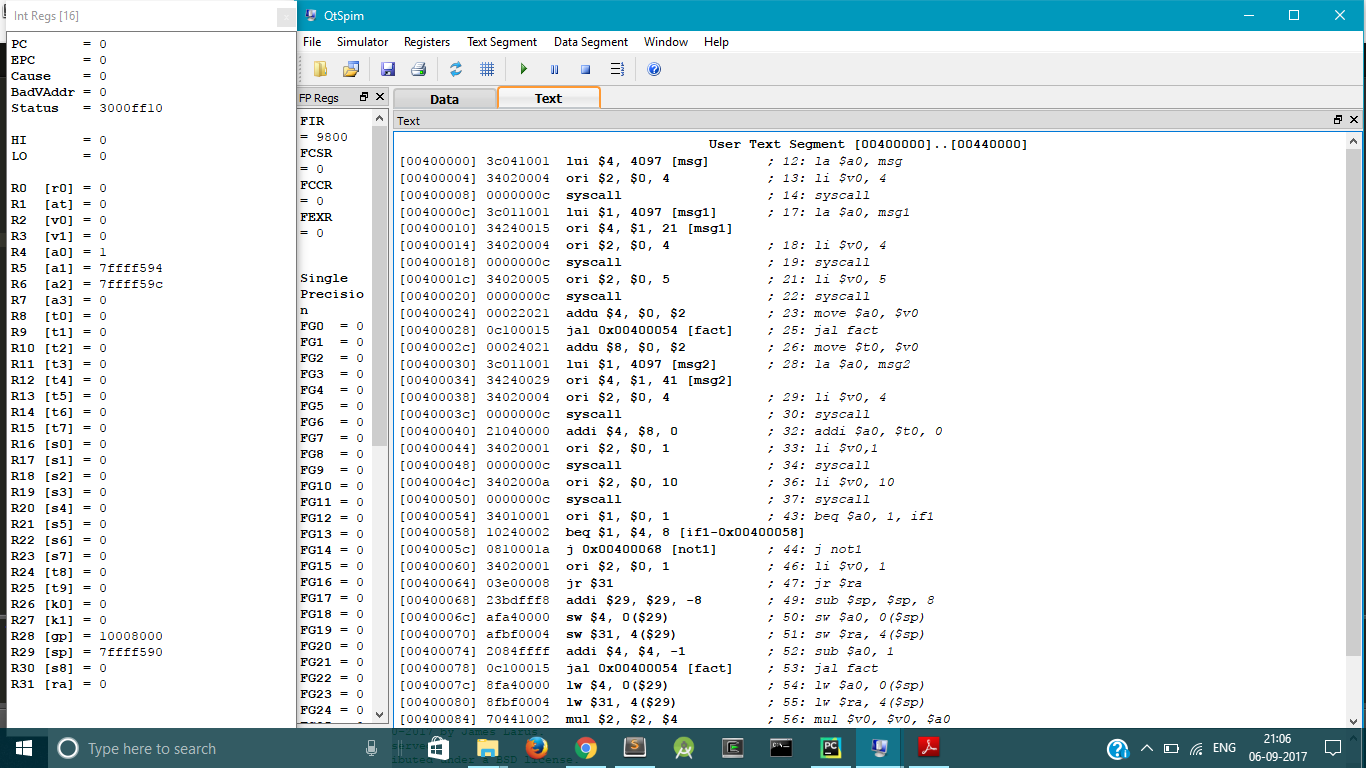 Int Regs [16]
PC = 0
EPC = 0
Cause = 0
BadVAddr = 0
Status = 3000ff10
HI = 0
LO = 0
R0 [r0] = 0
R1 [at] = 0
R2 [v0] = 0
R3 [v1] = 0
R4 [a0] = 1
R5 [a1] = 7ffff594
R6 [a2] = 7ffff59c
R7 [a3] = 0
R8 [t0] = 0
R9 [t1] = 0
R10 [t2] = 0
R11 [t3] = 0
R12 [t4] = 0
R13 [t5] = 0
R14 [t6] = 0
R15 [t7] = 0
R16 [s0] = 0
R17 [s1] = 0
R18 [s2] = 0
R19 [s3] = 0
R20 [s4] = 0
R21 [s5] = 0
R22 [s6] = 0
R23 [s7] = 0
R24 [t8] = 0
R25 [t9] = 0
R26 [k0] = 0
R27 [k1] = 0
R28 [gp] = 10008000
R29 [sp] = 7ffff590
R30 [s8] = 0
R31 [ra] = 0
QtSpim
File Simulator Registers Text Segment Data Segment Window Help
FP Regs
FIR
= 9800
FCSR
= 0
FCCR
= 0
FEXR
= 0
Single
Precisio
n
FG0 = 0
FG1 = 0
FG2 = 0
FG3 = 0
FG4 = 0
FG5 = 0
FG6 = 0
FG7 = 0
FG8 = 0
FG9 = 0
FG10 = 0
FG11 = 0
FG12 = 0
FG13 = 0
FG14 = 0
FG15 = 0
FG16 = 0
FG17 = 0
FG18 = 0
FG19 = 0
FG20 = 0
FG21 = 0
FG22 = 0
FG23 = 0
FG24 = 0
Data Text
Text
User Text Segment [00400000]..[00440000]
[00400000] 3c041001 lui $4, 4097 [msg] ; 12: la $a0, msg
[00400004] 34020004 ori $2, $0, 4 ; 13: li $v0, 4
[00400008] 0000000c syscall ; 14: syscall
[0040000c] 3c011001 lui $1, 4097 [msg1] ; 17: la $a0, msg1
[00400010] 34240015 ori $4, $1, 21 [msg1]
[00400014] 34020004 ori $2, $0, 4 ; 18: li $v0, 4
[00400018] 0000000c syscall ; 19: syscall
[0040001c] 34020005 ori $2, $0, 5 ; 21: li $v0, 5
[00400020] 0000000c syscall ; 22: syscall
[00400024] 00022021 addu $4, $0, $2 ; 23: move $a0, $v0
[00400028] 0c100015 jal 0x00400054 [fact] ; 25: jal fact
[0040002c] 00024021 addu $8, $0, $2 ; 26: move $t0, $v0
[00400030] 3c011001 lui $1, 4097 [msg2] ; 28: la $a0, msg2
[00400034] 34240029 ori $4, $1, 41 [msg2]
[00400038] 34020004 ori $2, $0, 4 ; 29: li $v0, 4
[0040003c] 0000000c syscall ; 30: syscall
[00400040] 21040000 addi $4, $8, 0 ; 32: addi $a0, $t0, 0
[00400044] 34020001 ori $2, $0, 1 ; 33: li $v0,1
[00400048] 0000000c syscall ; 34: syscall
[0040004c] 3402000a ori $2, $0, 10 ; 36: li $v0, 10
[00400050] 0000000c syscall ; 37: syscall
[00400054] 34010001 ori $1, $0, 1 ; 43: beq $a0, 1, if1
[00400058] 10240002 beq $1, $4, 8 [if1-0x00400058]
[0040005c] 0810001a j 0x00400068 [not1] ; 44: j not1
[00400060] 34020001 ori $2, $0, 1 ; 46: li $v0, 1
[00400064] 03e00008 jr $31 ; 47: jr $ra
[00400068] 23bdfff8 addi $29, $29, -8 ; 49: sub $sp, $sp, 8
[0040006c] afa40000 sw $4, 0($29) ; 50: sw $a0, 0($sp)
[00400070] afbf0004 sw $31, 4($29) ; 51: sw $ra, 4($sp)
[00400074] 2084ffff addi $4, $4, -1 ; 52: sub $a0, 1
[00400078] 0c100015 jal 0x00400054 [fact] ; 53: jal fact
[0040007c] 8fa40000 lw $4, 0($29) ; 54: lw $a0, 0($sp)
[00400080] 8fbf0004 lw $31, 4($29) ; 55: lw $ra, 4($sp)
[00400084] 70441002 mul $2, $2, $4 ; 56: mul $v0, $v0, $a0
Type here to search
ENG
21:06
06-09-2017